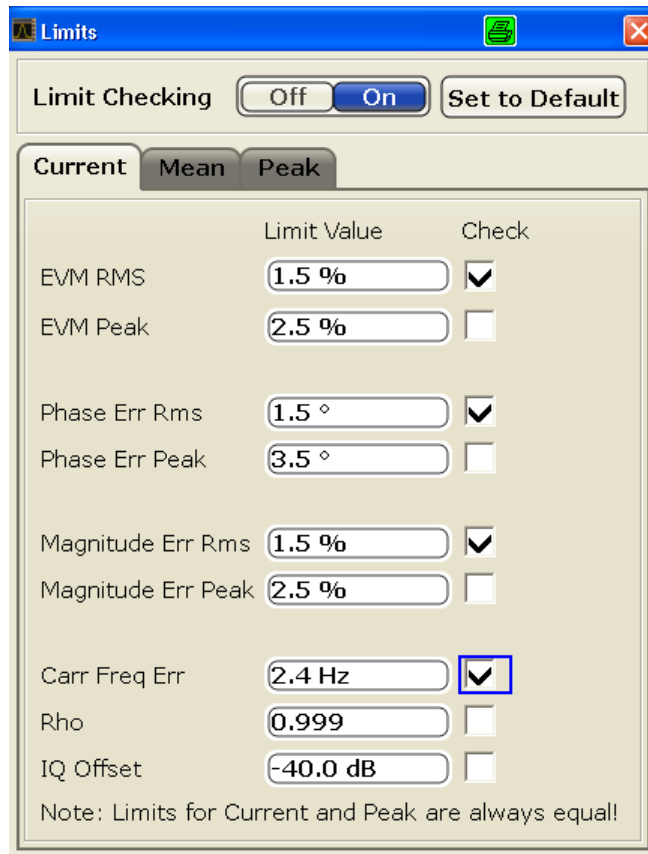 Limits
Limit Checking Off On Set to Default
Current Mean Peak
Limit Value Check
EVM RMS 1.5 %
EVM Peak 2.5 %
Phase Err Rms 1.5 °
Phase Err Peak 3.5 °
Magnitude Err Rms 1.5 %
Magnitude Err Peak 2.5 %
Carr Freq Err 2.4 Hz
Rho 0.999
IQ Offset -40.0 dB
Note: Limits for Current and Peak are always equal!